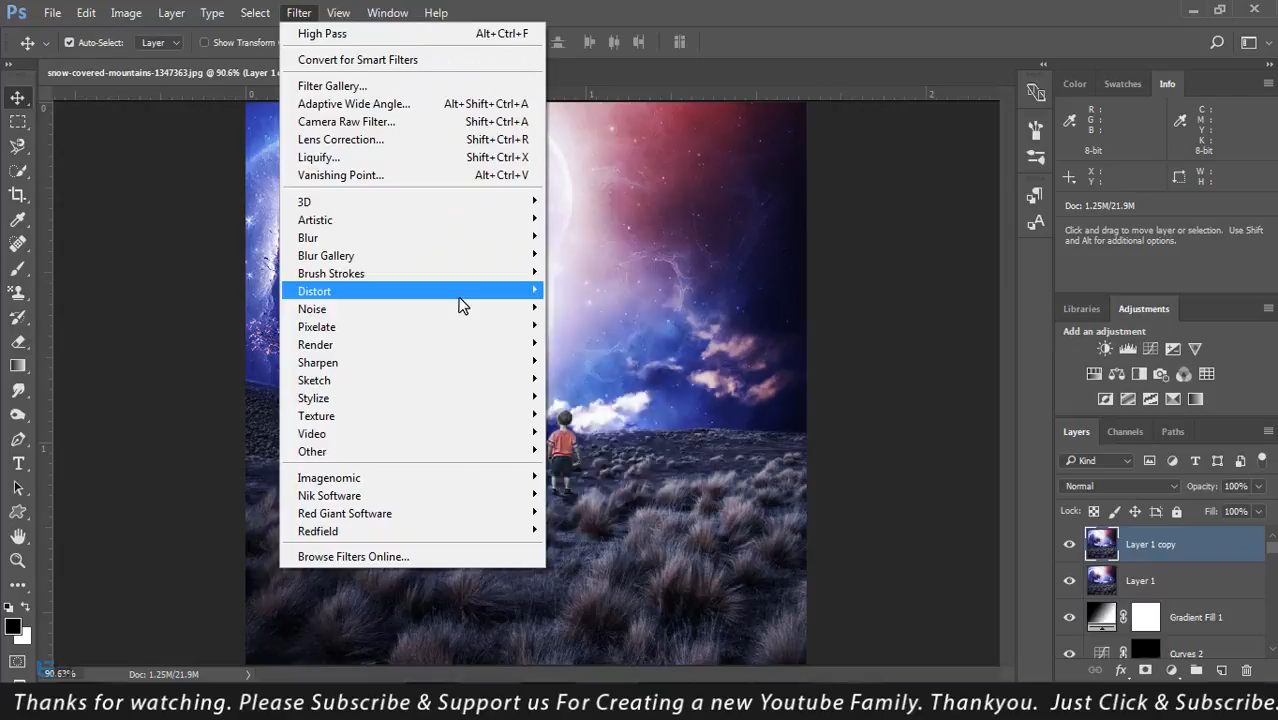 Ps File Edit Image Layer Type Select Filter View Window Help
Auto-Select: Layer Show Transform
snow-covered-mountains-1347363.jpg @ 90.6% (Layer 1
High Pass Alt+Ctrl+F
Convert for Smart Filters
Filter Gallery...
Adaptive Wide Angle... Alt+Shift+Ctrl+A
Camera Raw Filter... Shift+Ctrl+A
Lens Correction... Shift+Ctrl+R
Liquify... Shift+Ctrl+X
Vanishing Point... Alt+Ctrl+V
3D
Artistic
Blur
Blur Gallery
Brush Strokes
Distort
Noise
Pixelate
Render
Sharpen
Sketch
Stylize
Texture
Video
Other
Imagenomic
Nik Software
Red Giant Software
Redfield
Browse Filters Online...
0 1 2
0
1
Color Swatches Info
R : C :
G : M :
B : Y :
K :
8-bit 8-bit
X : W :
Y : H :
Doc: 1.25M/21.9M
Click and drag to move layer or selection. Use Shift
and Alt for additional options.
Libraries Adjustments
Add an adjustment
Layers Channels Paths
Kind
Normal Opacity: 100%
Lock: Fill: 100%
Layer 1 copy
Layer 1
Gradient Fill 1
Curves 2
90.63% Doc: 1.25M/21.9M
Thanks for watching. Please Subscribe & Support us For Creating a new Youtube Family. Thankyou. Just Click & Subscribe.